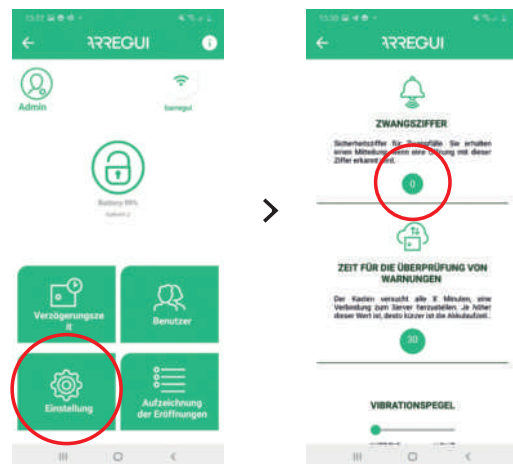 ARREGUI
Admin
barregui
Battery 99%
Verzögerungsze
it
Benutzer
Einstellung
Aufzeichnung
der Eröffnungen
ARREGUI
ZWANGSZIFFER
Sicherheitsziffer für Zwangsfälle. Sie erhalten
einen Mitteilung, wenn eine Öffnung mit dieser
Ziffer erkannt wird.
0
ZEIT FÜR DIE ÜBERPRÜFUNG VON
WARNUNGEN
Der Kasten versucht alle X Minuten, eine
Verbindung zum Server herzustellen. Je höher
dieser Wert ist, desto kürzer ist die Akkulaufzeit.
30
VIBRATIONSPEGEL